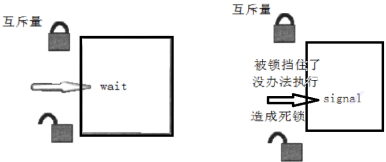 互斥量
wait
互斥量
被锁挡住了
没办法执行
signal
造成死锁